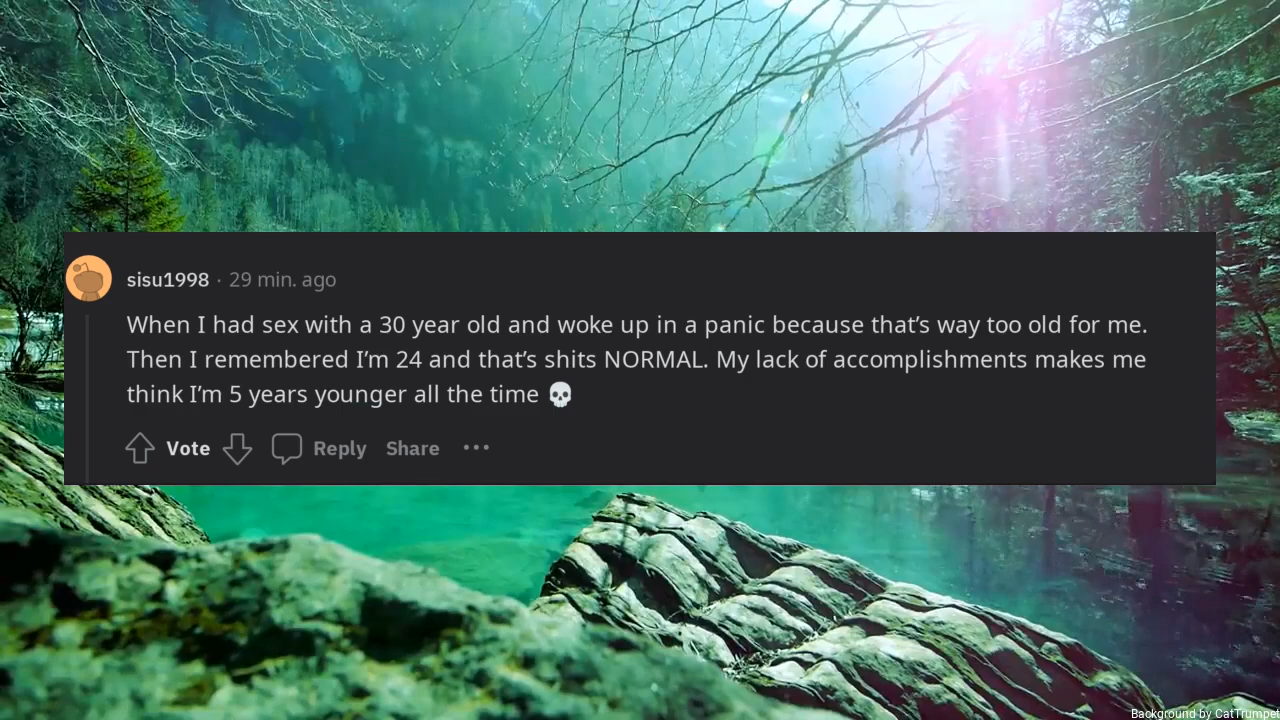 sisu1998 · 29 min. ago
When I had sex with a 30 year old and woke up in a panic because that’s way too old for me.
Then I remembered I’m 24 and that’s shits NORMAL. My lack of accomplishments makes me
think I’m 5 years younger all the time 💀
Vote Reply Share ···
Background by CatTrumpet